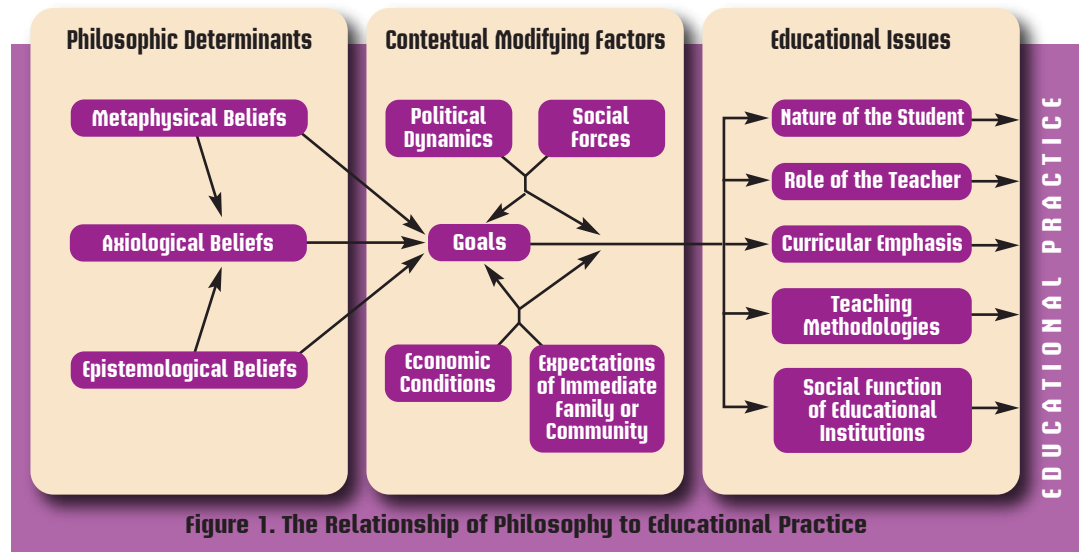 Philosophic Determinants
Metaphysical Beliefs
Axiological Beliefs
Epistemological Beliefs
Contextual Modifying Factors
Political
Dynamics
Social
Forces
Goals
Economic
Conditions
Expectations
of Immediate
Family or
Community
Educational Issues
Nature of the Student
Role of the Teacher
Curricular Emphasis
Teaching
Methodologies
Social Function
of Educational
Institutions
EDUCATIONAL PRACTICE
Figure 1. The Relationship of Philosophy to Educational Practice